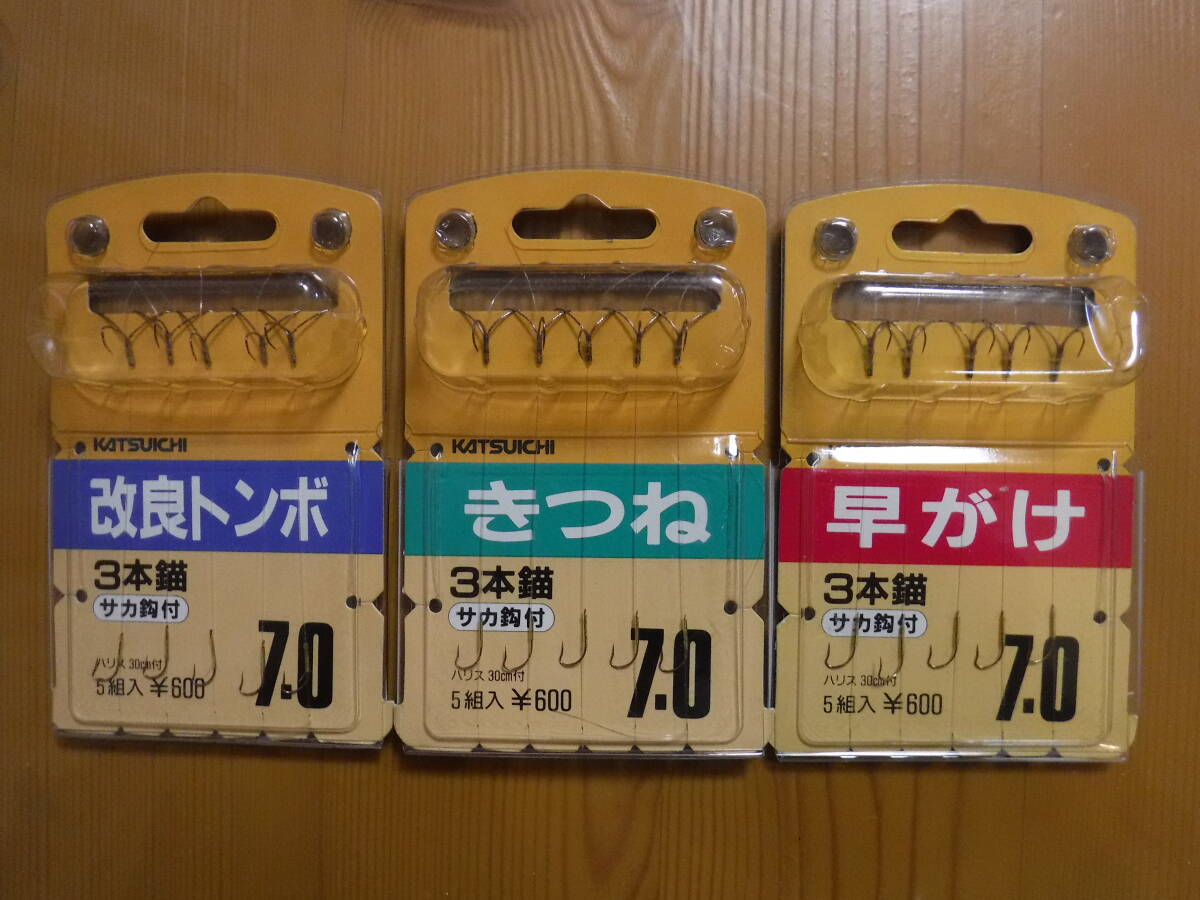 KATSUICHI
改良トンボ
3本錨
サカ鈎付
7.0
ハリス 30cm付
5組入 ¥600
KATSUICHI
きつね
3本錨
サカ鈎付
7.0
ハリス 30cm付
5組入 ¥600
早がけ
3本錨
サカ鈎付
7.0
ハリス 30cm付
5組入 ¥600